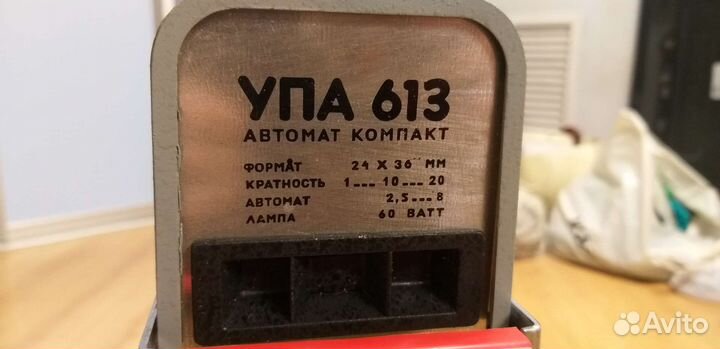 УПА 613
АВТОМАТ КОМПАКТ
ФОРМАТ 24 X 36 ММ
КРАТНОСТЬ 1--- 10 --- 20
АВТОМАТ 2,5---8
ЛАМПА 60 ВАТТ
Avito